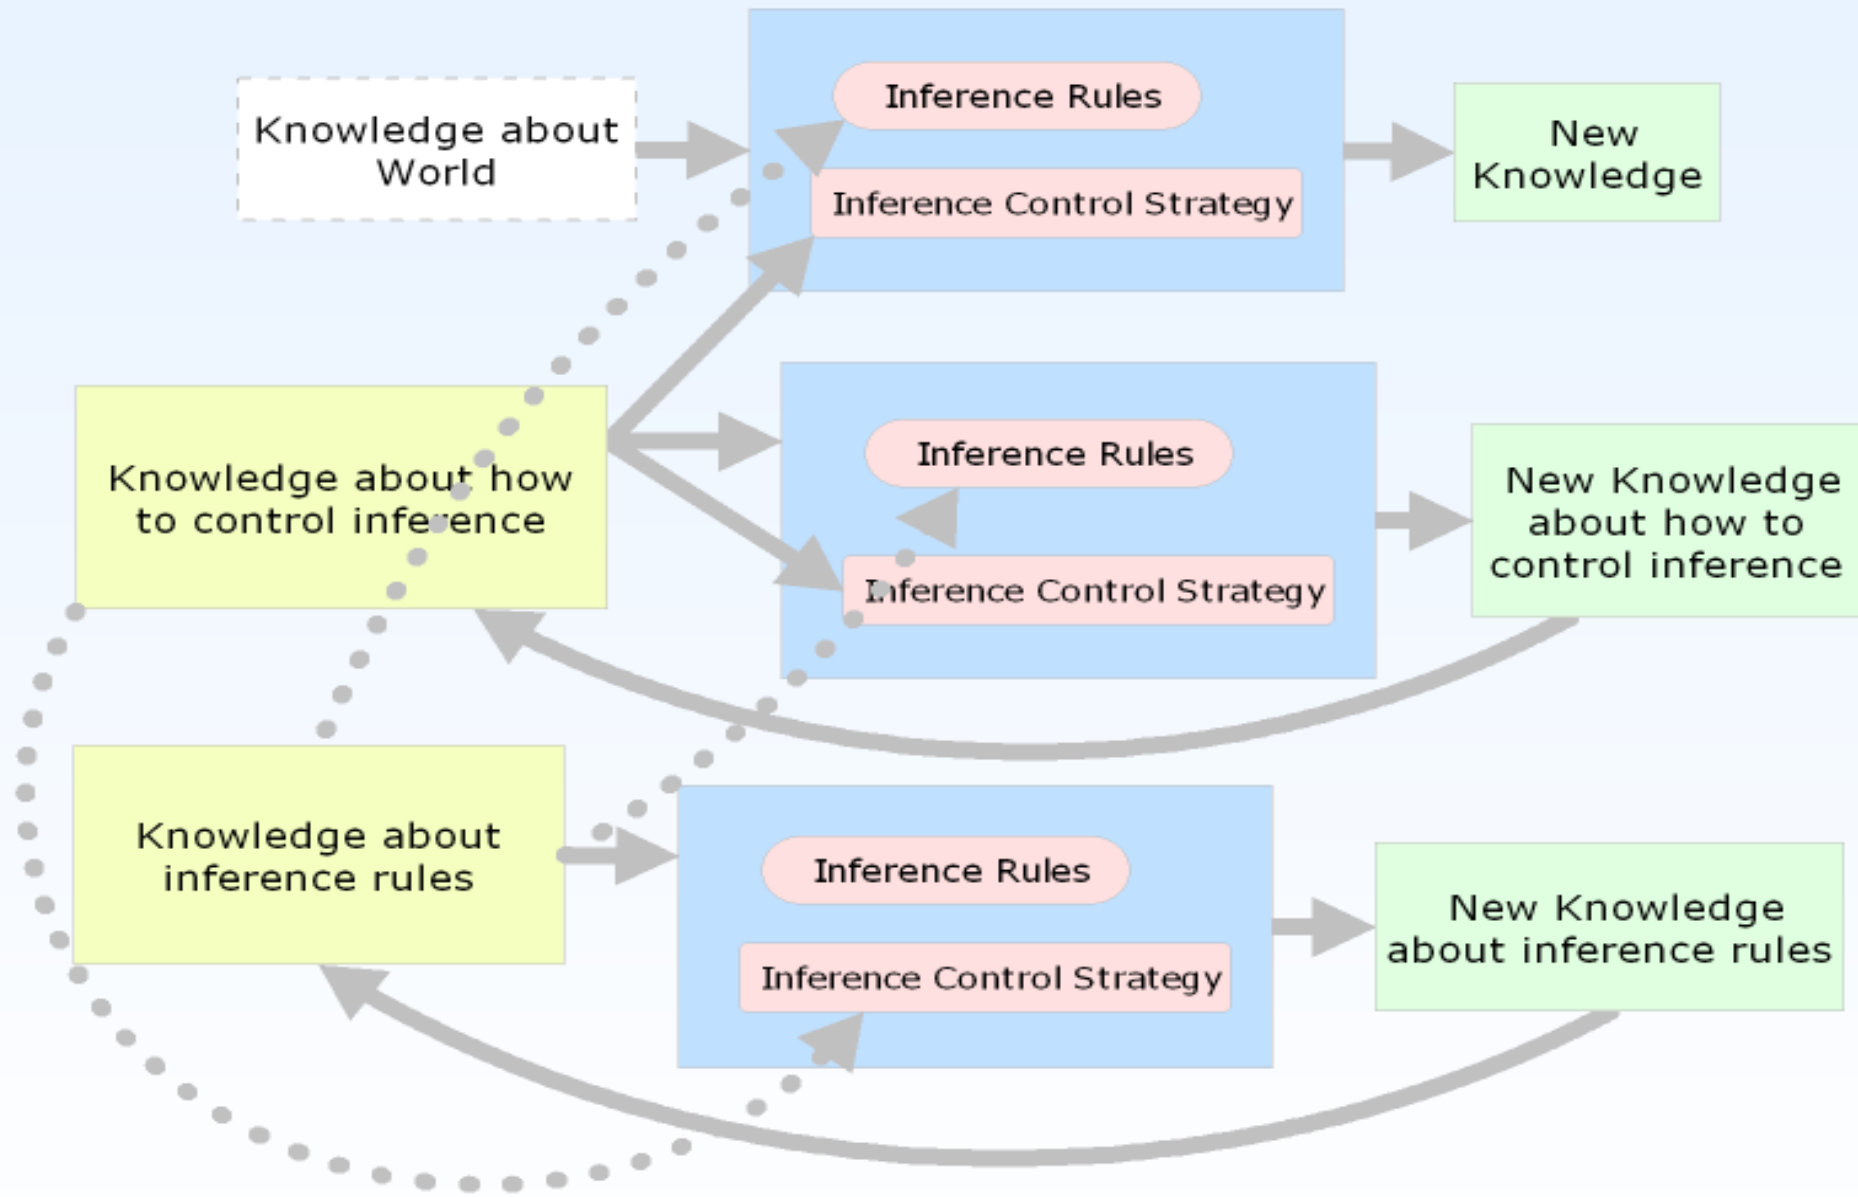 Knowledge about
World
Inference Rules
Inference Control Strategy
New
Knowledge
Knowledge about how
to control inference
Inference Rules
Inference Control Strategy
New Knowledge
about how to
control inference
Knowledge about
inference rules
Inference Rules
Inference Control Strategy
New Knowledge
about inference rules